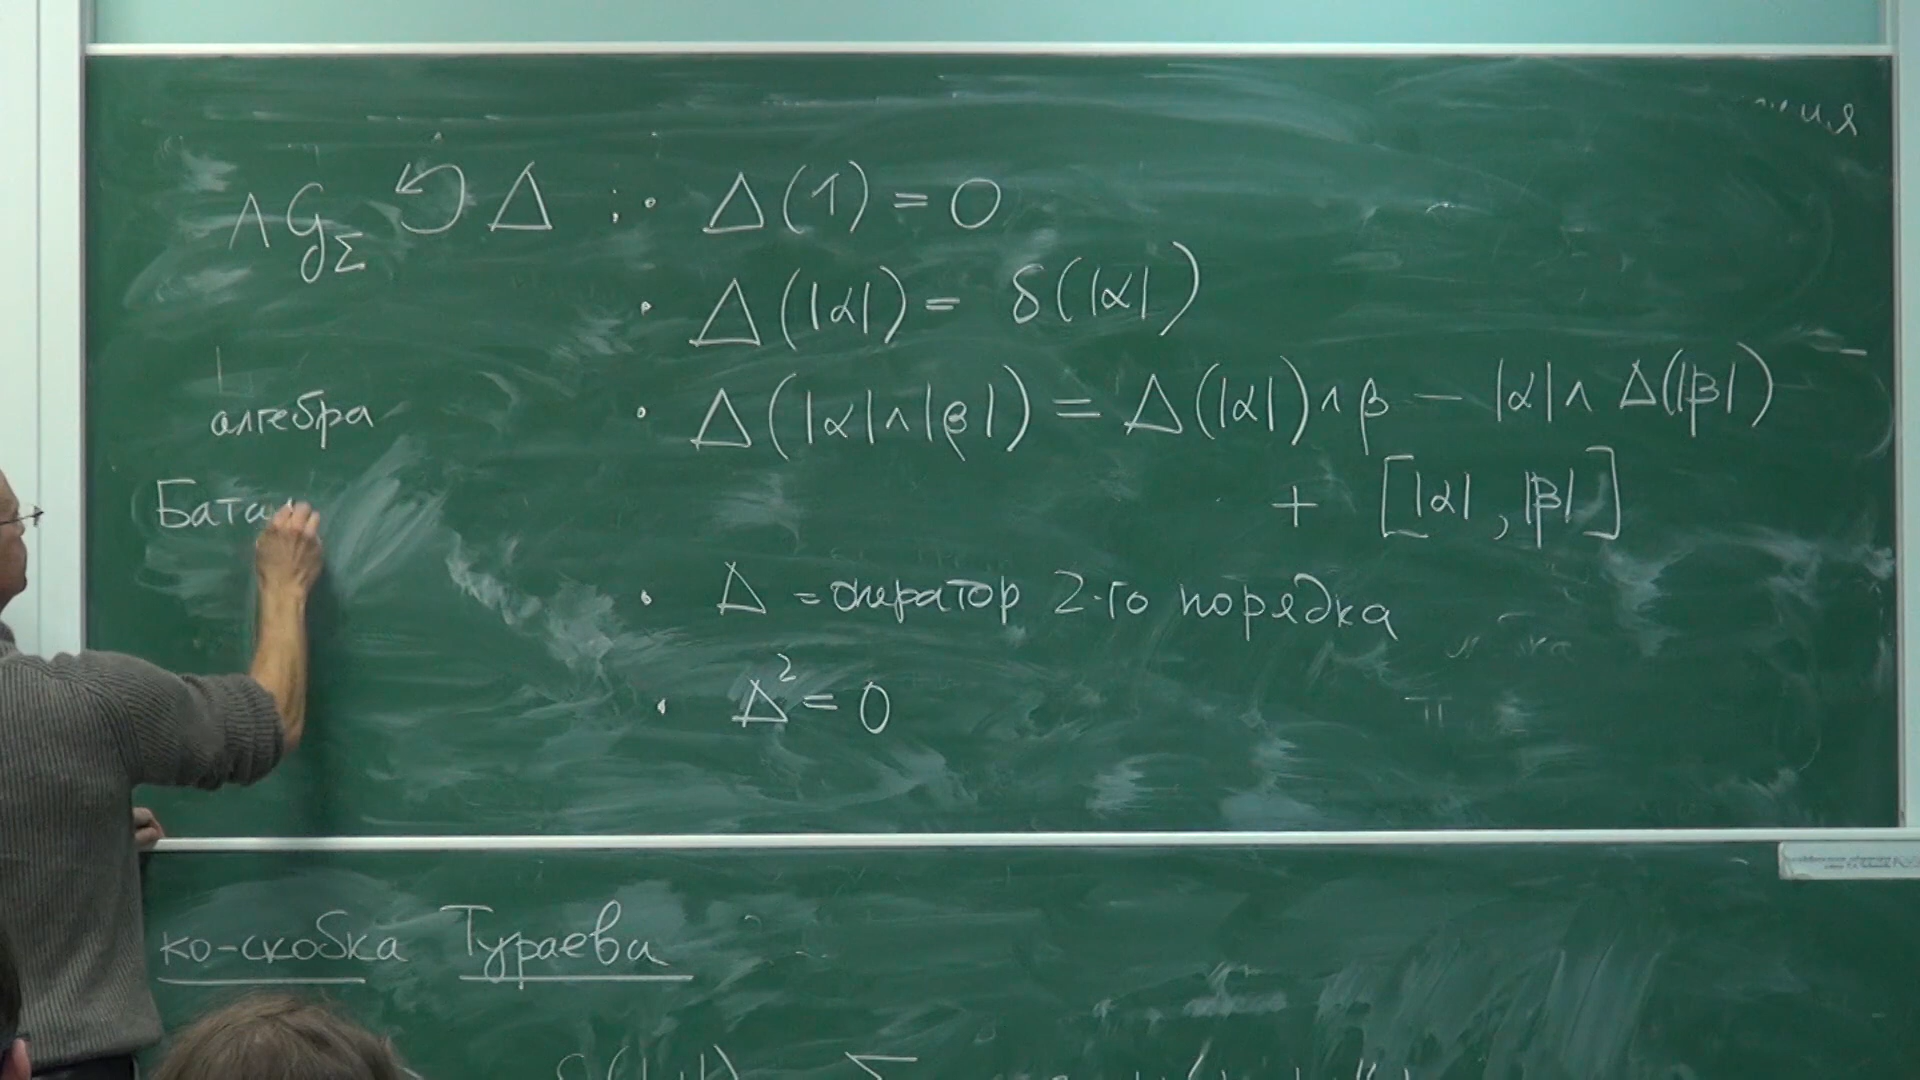 Λ g_Σ ↺ Δ : · Δ(1) = 0
· Δ(|α|) = δ(|α|)
· Δ(|α|∧|β|) = Δ(|α|)∧β − |α|∧Δ(|β|)
+ [|α|, |β|]
алгебра
Бата
· Δ = оператор 2-го порядка
· Δ² = 0
ко-скобка Тураева